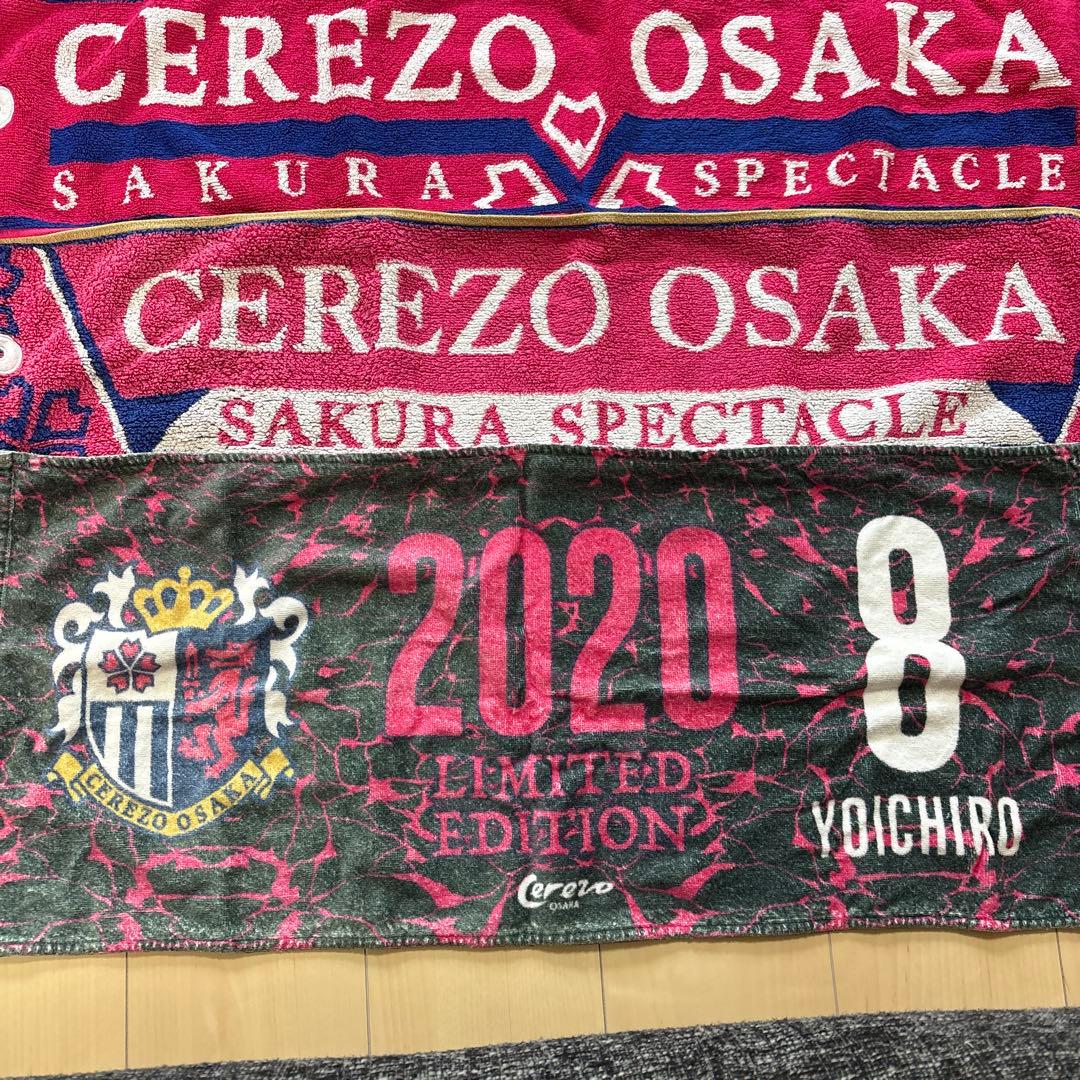 CEREZO OSAKA
SAKURA SPECTACLE
CEREZO OSAKA
SAKURA SPECTACLE
2020
LIMITED
EDITION
Cerezo
OSAKA
8
YOICHIRO
CEREZO OSAKA